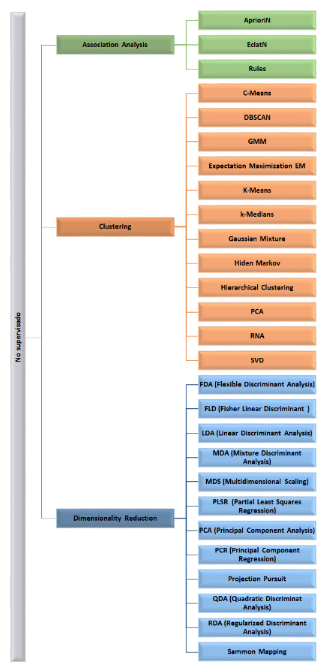 No supervisado
Association Analysis
AprioriN
EclatN
Rules
Clustering
C-Means
DBSCAN
GMM
Expectation Maximization EM
K-Means
k-Medians
Gaussian Mixture
Hiden Markov
Hierarchical Clustering
PCA
RNA
SVD
Dimensionality Reduction
FDA (Flexible Discriminant Analysis)
FLD (Fisher Linear Discriminant )
LDA (Linear Discriminant Analysis)
MDA (Mixture Discriminant
Analysis)
MDS (Multidimensional Scaling)
PLSR (Partial Least Squares
Regression)
PCA (Principal Component Analysis)
PCR (Principal Component
Regression)
Projection Pursuit
QDA (Quadratic Discriminat
Analysis)
RDA (Regularized Discriminant
Analysis)
Sammon Mapping